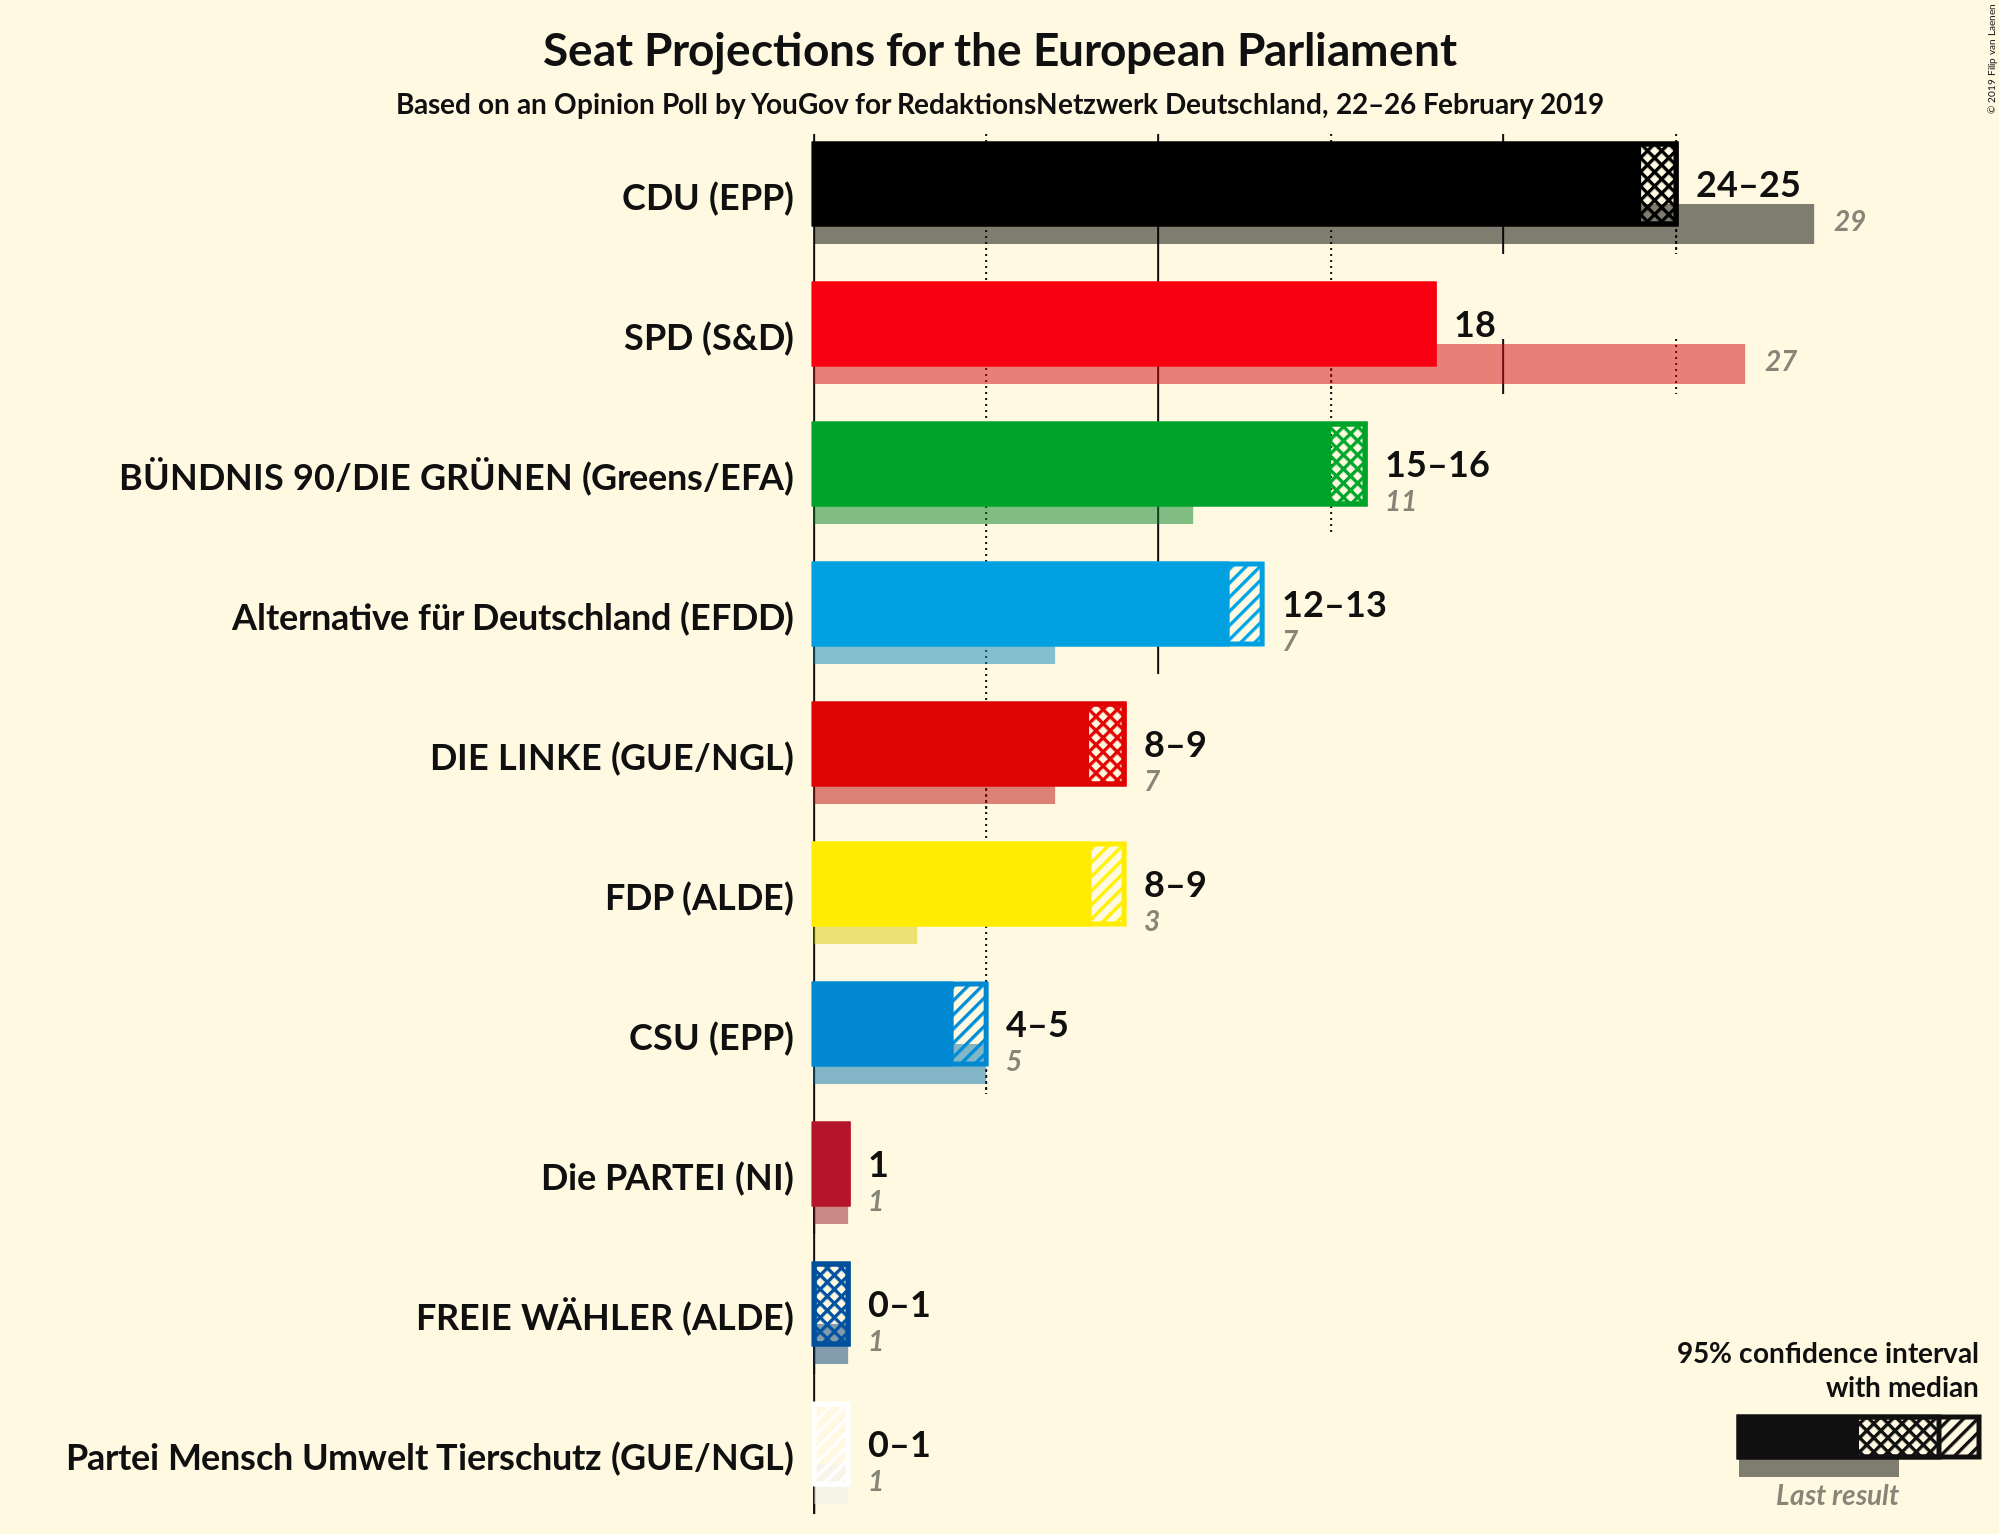 Seat Projections for the European Parliament
Based on an Opinion Poll by YouGov for RedaktionsNetzwerk Deutschland, 22–26 February 2019
© 2019 Filip van Laenen
CDU (EPP)
24–25
29
SPD (S&D)
18
27
BÜNDNIS 90/DIE GRÜNEN (Greens/EFA)
15–16
11
Alternative für Deutschland (EFDD)
12–13
7
DIE LINKE (GUE/NGL)
8–9
7
FDP (ALDE)
8–9
3
CSU (EPP)
4–5
5
Die PARTEI (NI)
1
1
FREIE WÄHLER (ALDE)
0–1
1
Partei Mensch Umwelt Tierschutz (GUE/NGL)
0–1
1
95% confidence interval
with median
Last result